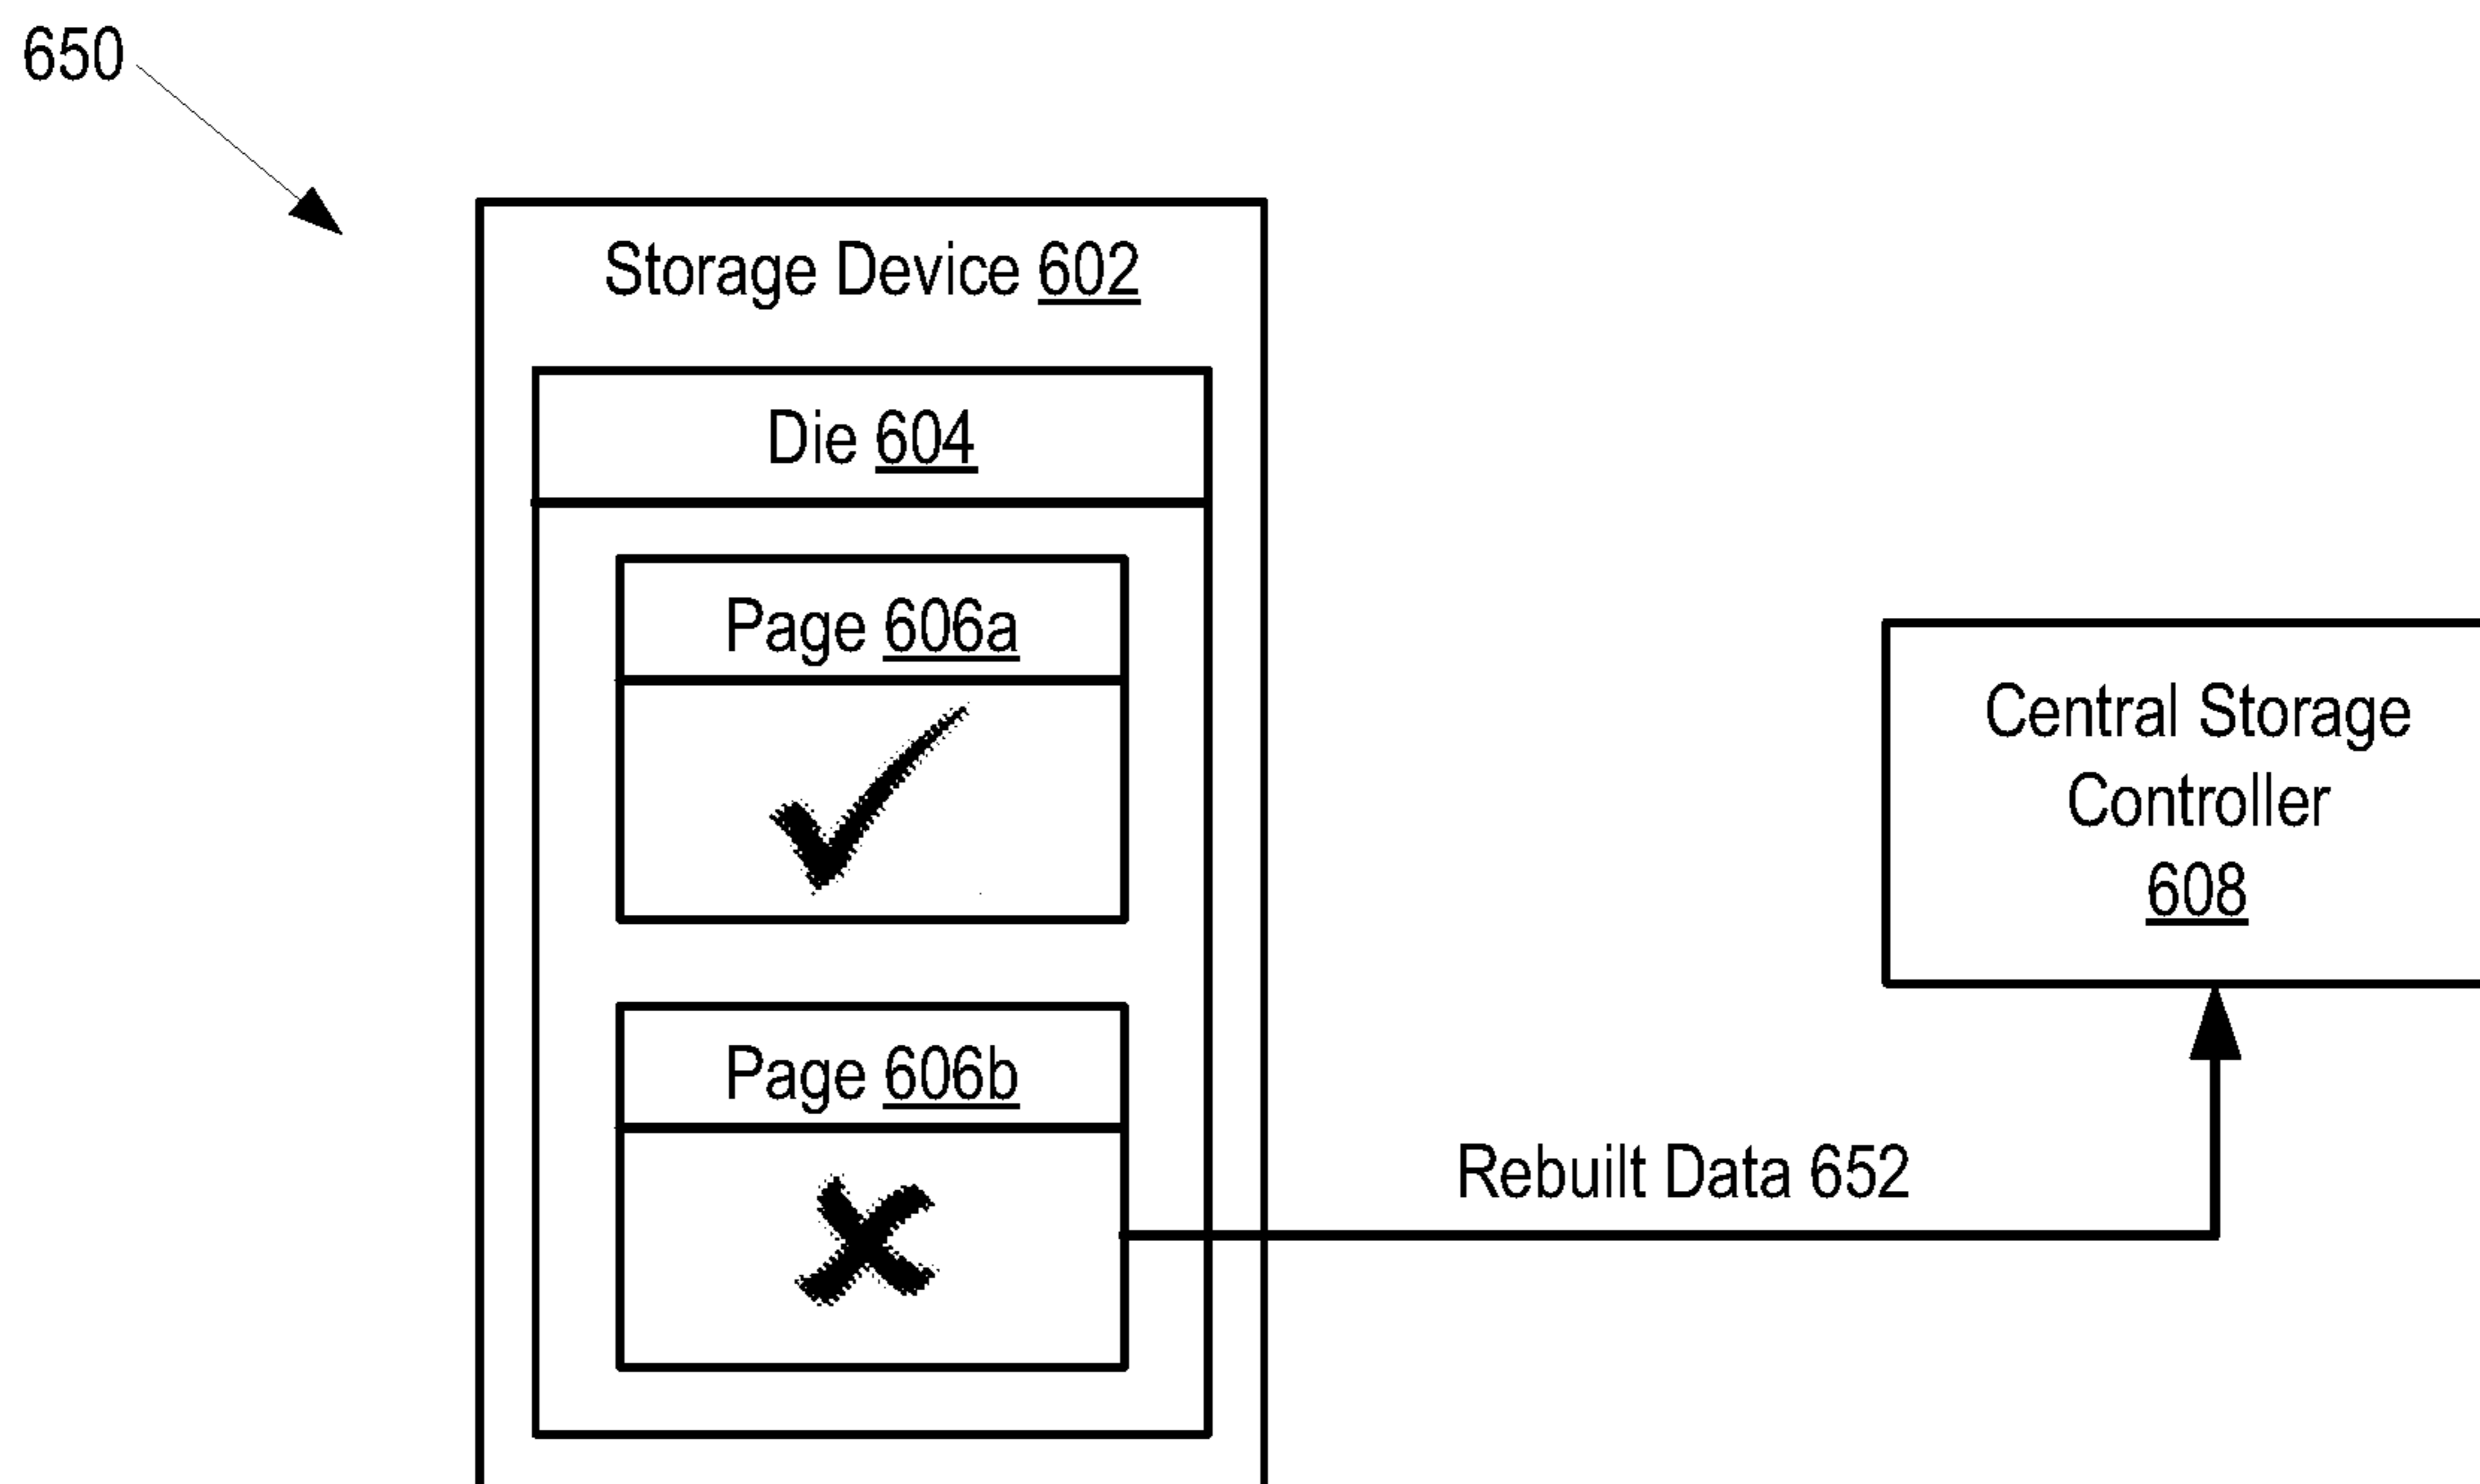 650
Storage Device 602
Die 604
Page 606a
Central Storage
Controller
608
Page 606b
Rebuilt Data 652